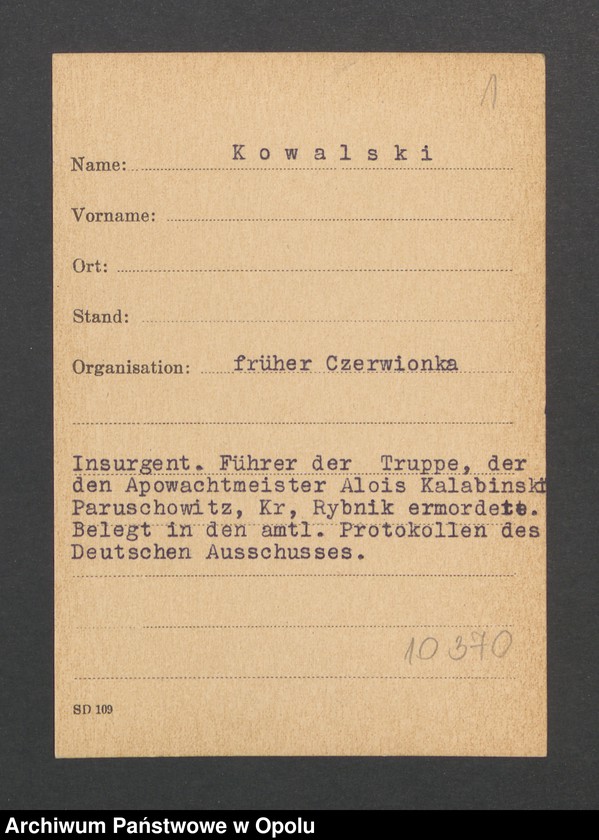 1
Name: Kowalski
Vorname:
Ort:
Stand:
Organisation: früher Czerwionka
Insurgent. Führer der Truppe, der
den Apowachtmeister Alois Kalabinski
Paruschowitz, Kr, Rybnik ermordete.
Belegt in den amtl. Protokollen des
Deutschen Ausschusses.
10370
SD 109
Archiwum Państwowe w Opolu